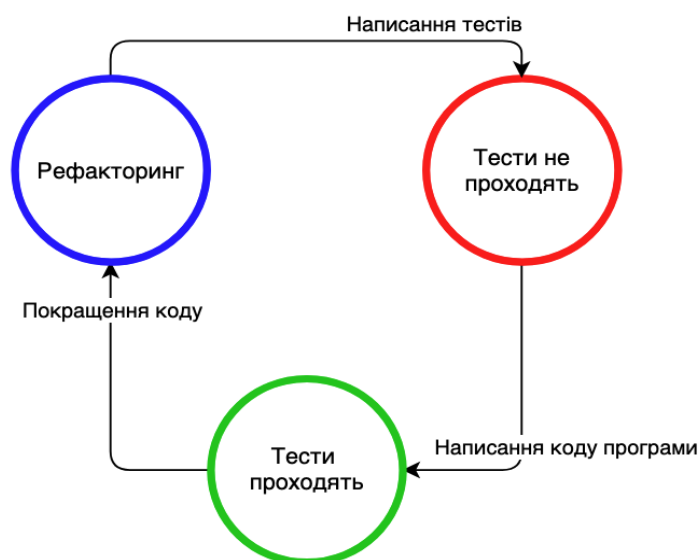 Написання тестів
Рефакторинг
Тести не
проходять
Покращення коду
Написання коду програми
Тести
проходять